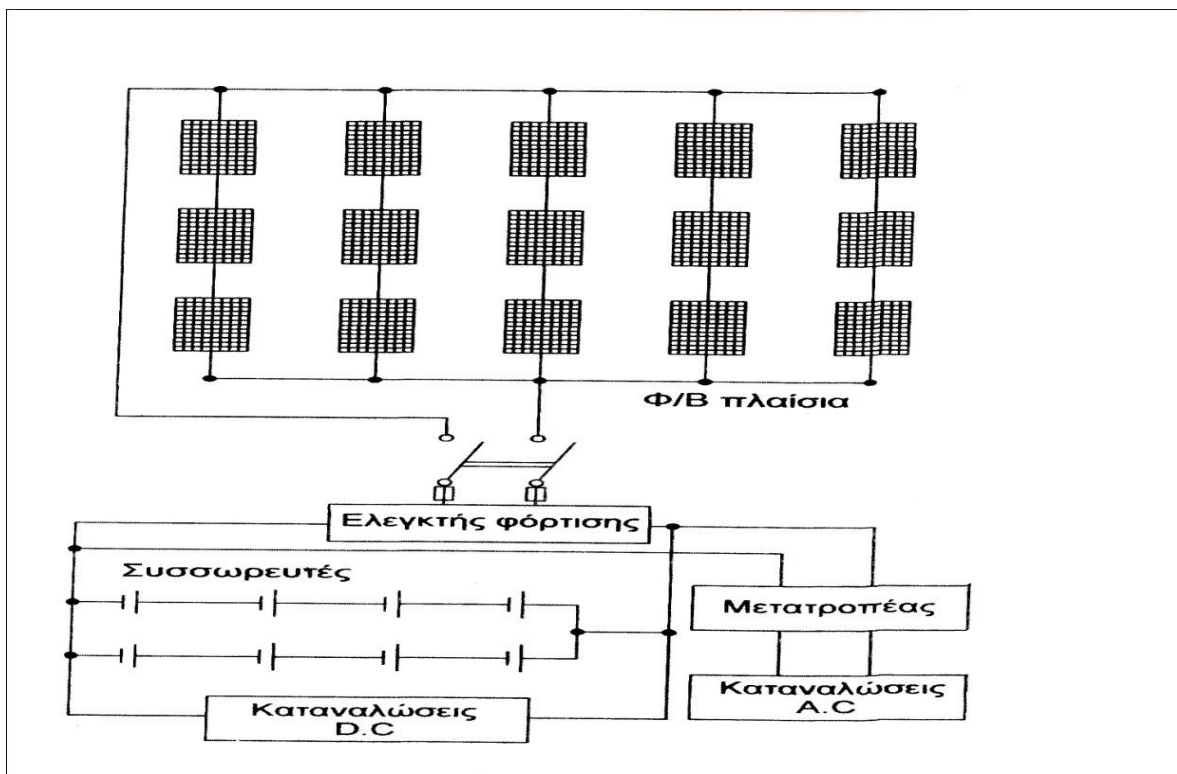 Φ/Β πλαίσια
Ελεγκτής φόρτισης
Συσσωρευτές
Μετατροπέας
Καταναλώσεις
A.C
Καταναλώσεις
D.C